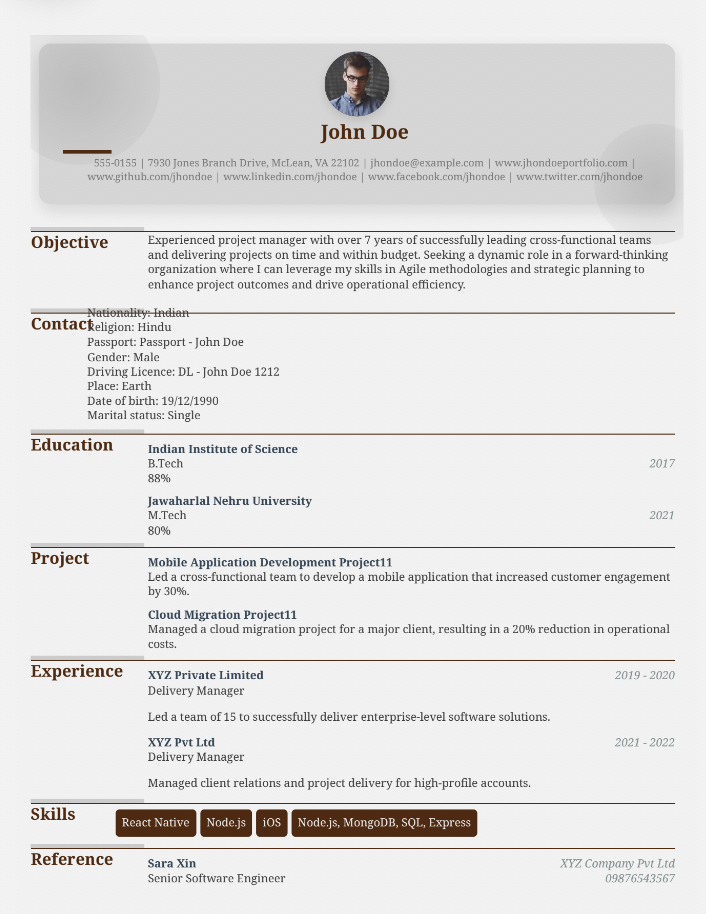 John Doe
555-0155 | 7930 Jones Branch Drive, McLean, VA 22102 | jhondoe@example.com | www.jhondoeportfolio.com |
www.github.com/jhondoe | www.linkedin.com/jhondoe | www.facebook.com/jhondoe | www.twitter.com/jhondoe
Objective
Experienced project manager with over 7 years of successfully leading cross-functional teams
and delivering projects on time and within budget. Seeking a dynamic role in a forward-thinking
organization where I can leverage my skills in Agile methodologies and strategic planning to
enhance project outcomes and drive operational efficiency.
Contact
Nationality: Indian
Religion: Hindu
Passport: Passport - John Doe
Gender: Male
Driving Licence: DL - John Doe 1212
Place: Earth
Date of birth: 19/12/1990
Marital status: Single
Education
Indian Institute of Science
B.Tech 2017
88%
Jawaharlal Nehru University
M.Tech 2021
80%
Project
Mobile Application Development Project11
Led a cross-functional team to develop a mobile application that increased customer engagement
by 30%.
Cloud Migration Project11
Managed a cloud migration project for a major client, resulting in a 20% reduction in operational
costs.
Experience
XYZ Private Limited 2019 - 2020
Delivery Manager
Led a team of 15 to successfully deliver enterprise-level software solutions.
XYZ Pvt Ltd 2021 - 2022
Delivery Manager
Managed client relations and project delivery for high-profile accounts.
Skills
React Native Node.js iOS Node.js, MongoDB, SQL, Express
Reference
Sara Xin XYZ Company Pvt Ltd
Senior Software Engineer 09876543567